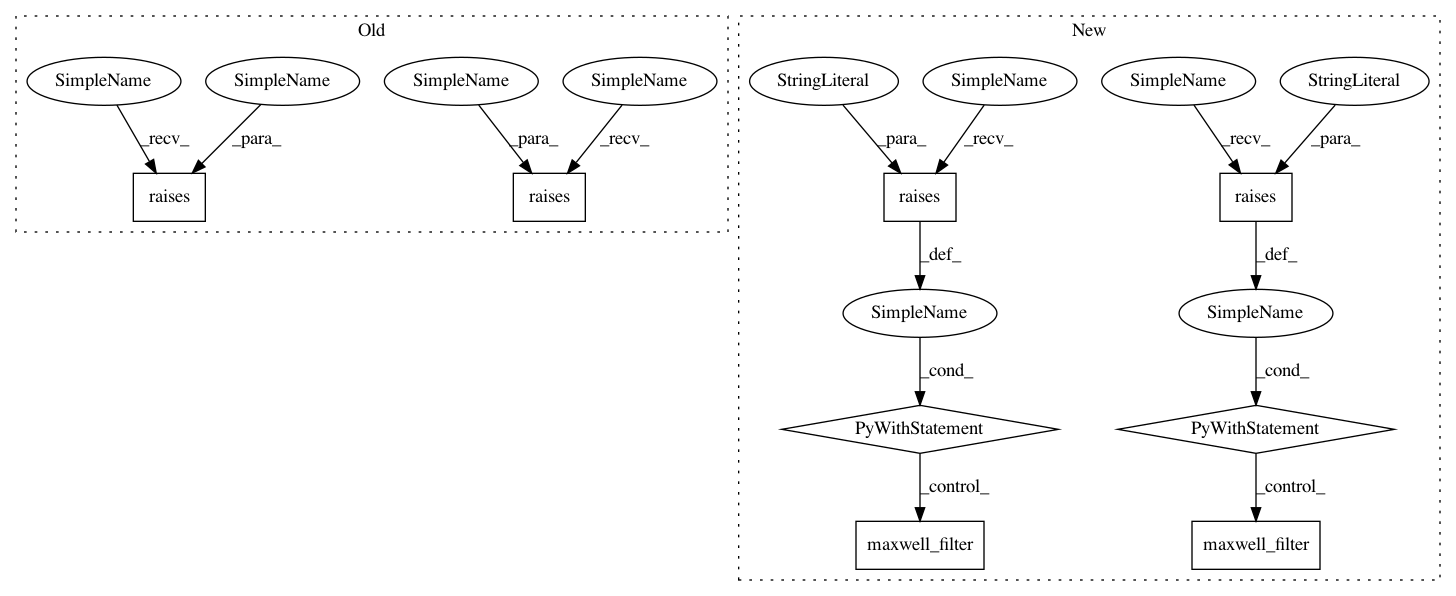 Old
New
SimpleName
SimpleName
SimpleName
SimpleName
StringLiteral
SimpleName
SimpleName
StringLiteral
_recv_
_para_
_para_
_recv_
_para_
_recv_
_recv_
_para_
raises
raises
raises
raises
_def_
_def_
SimpleName
SimpleName
_cond_
_cond_
PyWithStatement
PyWithStatement
_control_
_control_
maxwell_filter
maxwell_filter